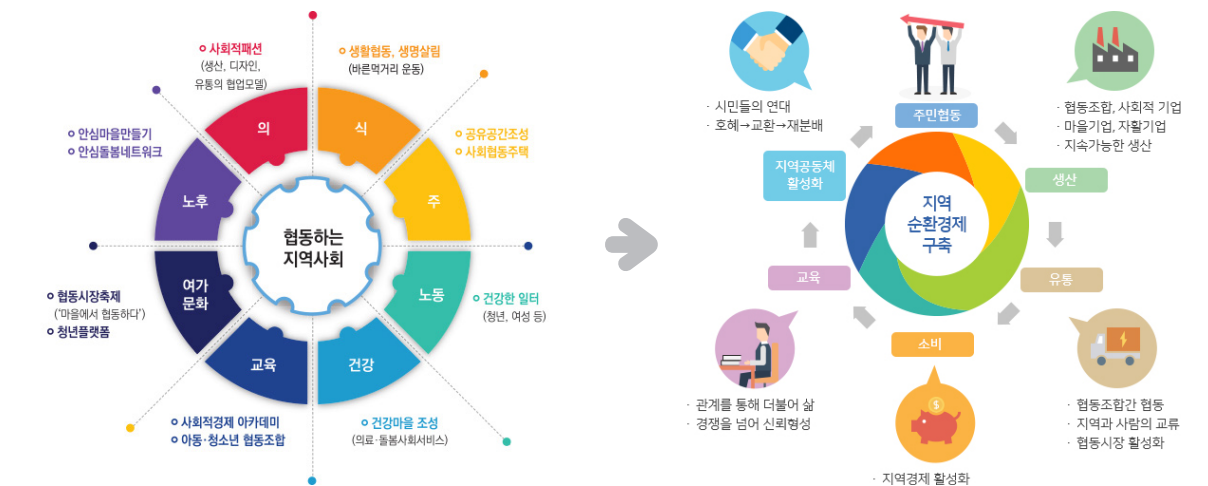 사회적패션
(생산, 디자인,
유통의 협업모델)
생활협동, 생명살림
(바른먹거리 운동)
안심마을만들기
안심돌봄네트워크
공유공간조성
사회협동주택
의
식
노후
주
협동하는
지역사회
여가
문화
노동
협동시장축제
('마을에서 협동하다')
청년플랫폼
건강한 일터
(청년, 여성 등)
교육
건강
사회적경제 아카데미
아동·청소년 협동조합
건강마을 조성
(의료·돌봄사회서비스)
· 시민들의 연대
· 호혜→교환→재분배
주민협동
· 협동조합, 사회적 기업
· 마을기업, 자활기업
· 지속가능한 생산
지역공동체
활성화
생산
지역
순환경제
구축
교육
유통
소비
· 관계를 통해 더불어 삶
· 경쟁을 넘어 신뢰형성
$
· 지역경제 활성화
· 협동조합간 협동
· 지역과 사람의 교류
· 협동시장 활성화